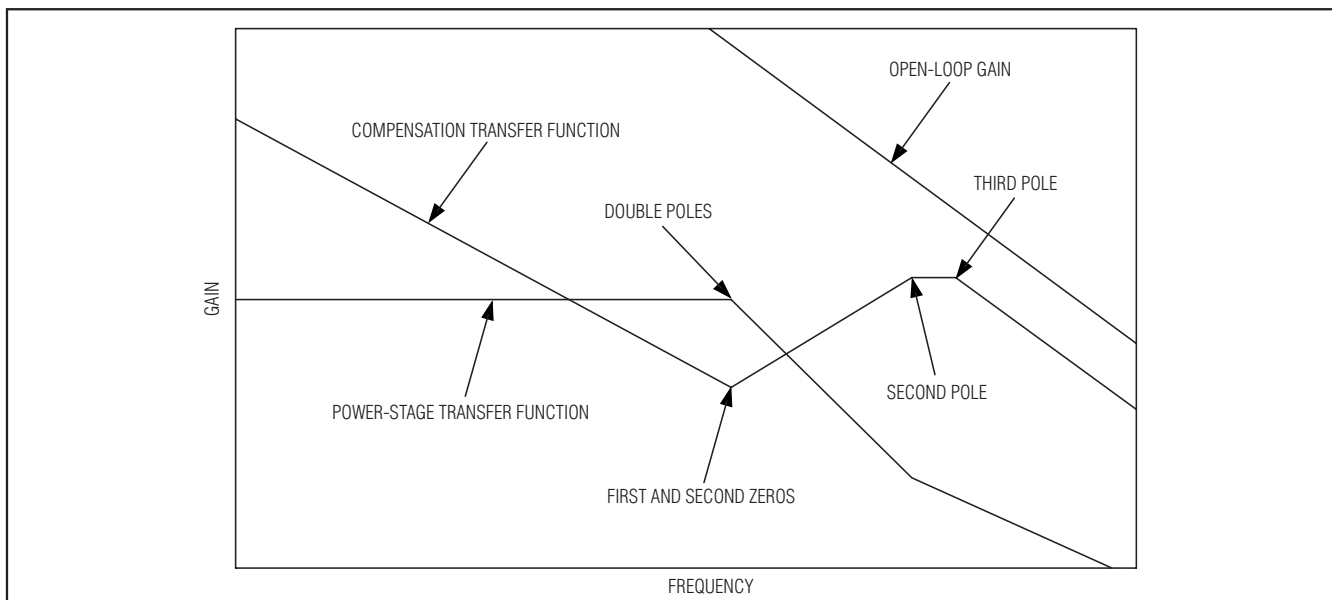 OPEN-LOOP GAIN
COMPENSATION TRANSFER FUNCTION
THIRD POLE
DOUBLE POLES
GAIN
SECOND POLE
POWER-STAGE TRANSFER FUNCTION
FIRST AND SECOND ZEROS
FREQUENCY